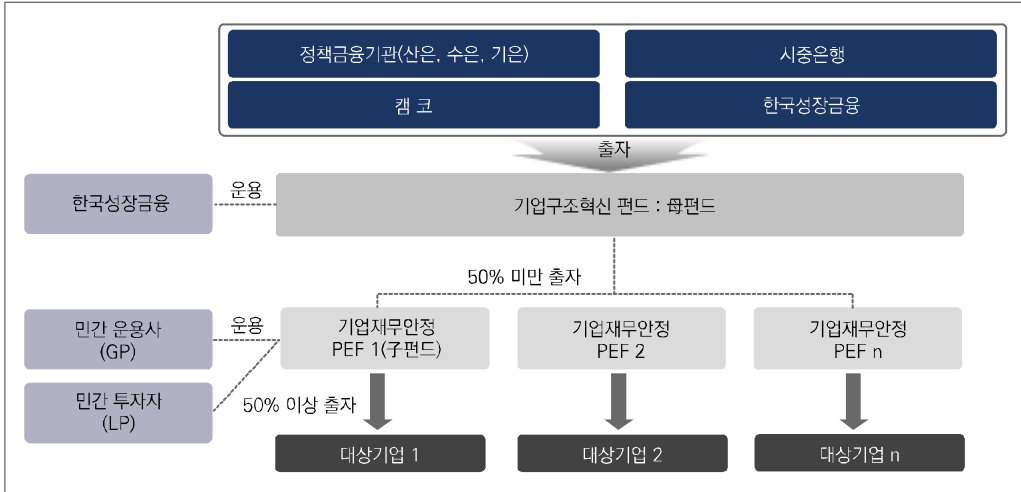 정책금융기관(산은, 수은, 기은)
시중은행
캠 코
한국성장금융
출자
한국성장금융
운용
기업구조혁신 펀드 : 母펀드
50% 미만 출자
민간 운용사
(GP)
운용
기업재무안정
PEF 1(子펀드)
기업재무안정
PEF 2
기업재무안정
PEF n
민간 투자자
(LP)
50% 이상 출자
대상기업 1
대상기업 2
대상기업 n